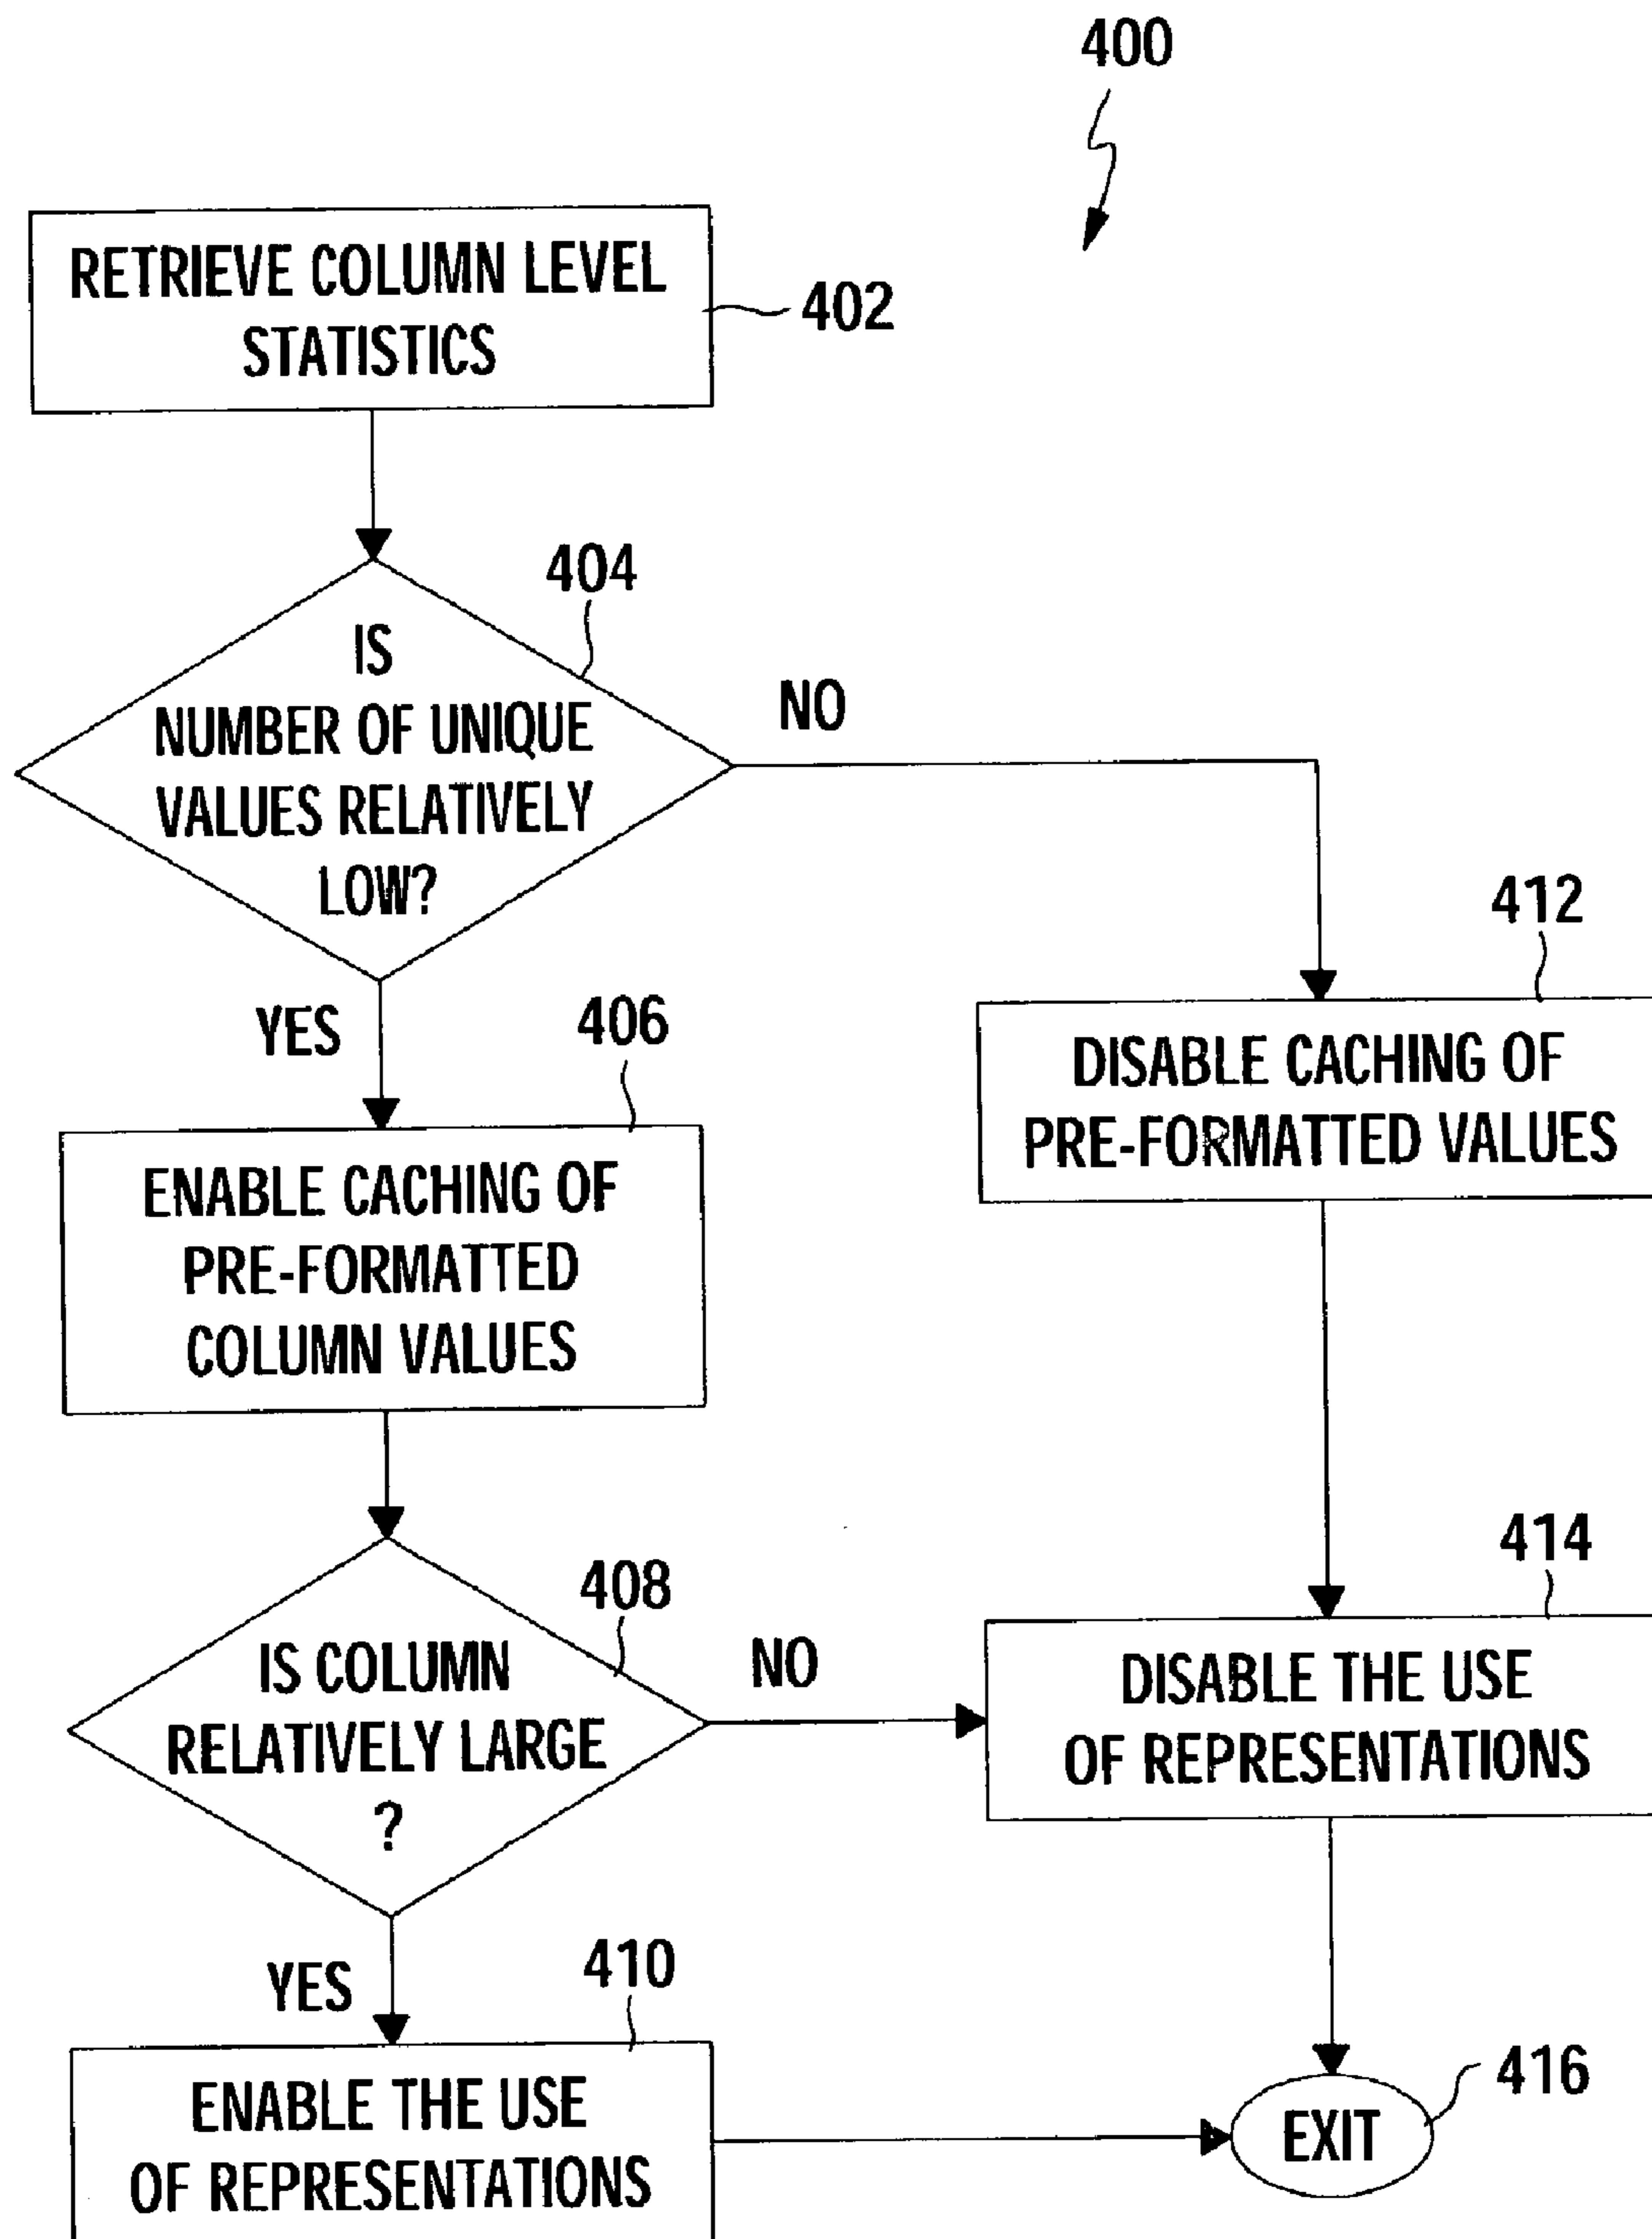 400
RETRIEVE COLUMN LEVEL
STATISTICS
402
404
IS
NUMBER OF UNIQUE
VALUES RELATIVELY
LOW?
NO
YES
412
DISABLE CACHING OF
PRE-FORMATTED VALUES
406
ENABLE CACHING OF
PRE-FORMATTED
COLUMN VALUES
408
IS COLUMN
RELATIVELY LARGE
?
NO
YES
414
DISABLE THE USE
OF REPRESENTATIONS
410
ENABLE THE USE
OF REPRESENTATIONS
416
EXIT